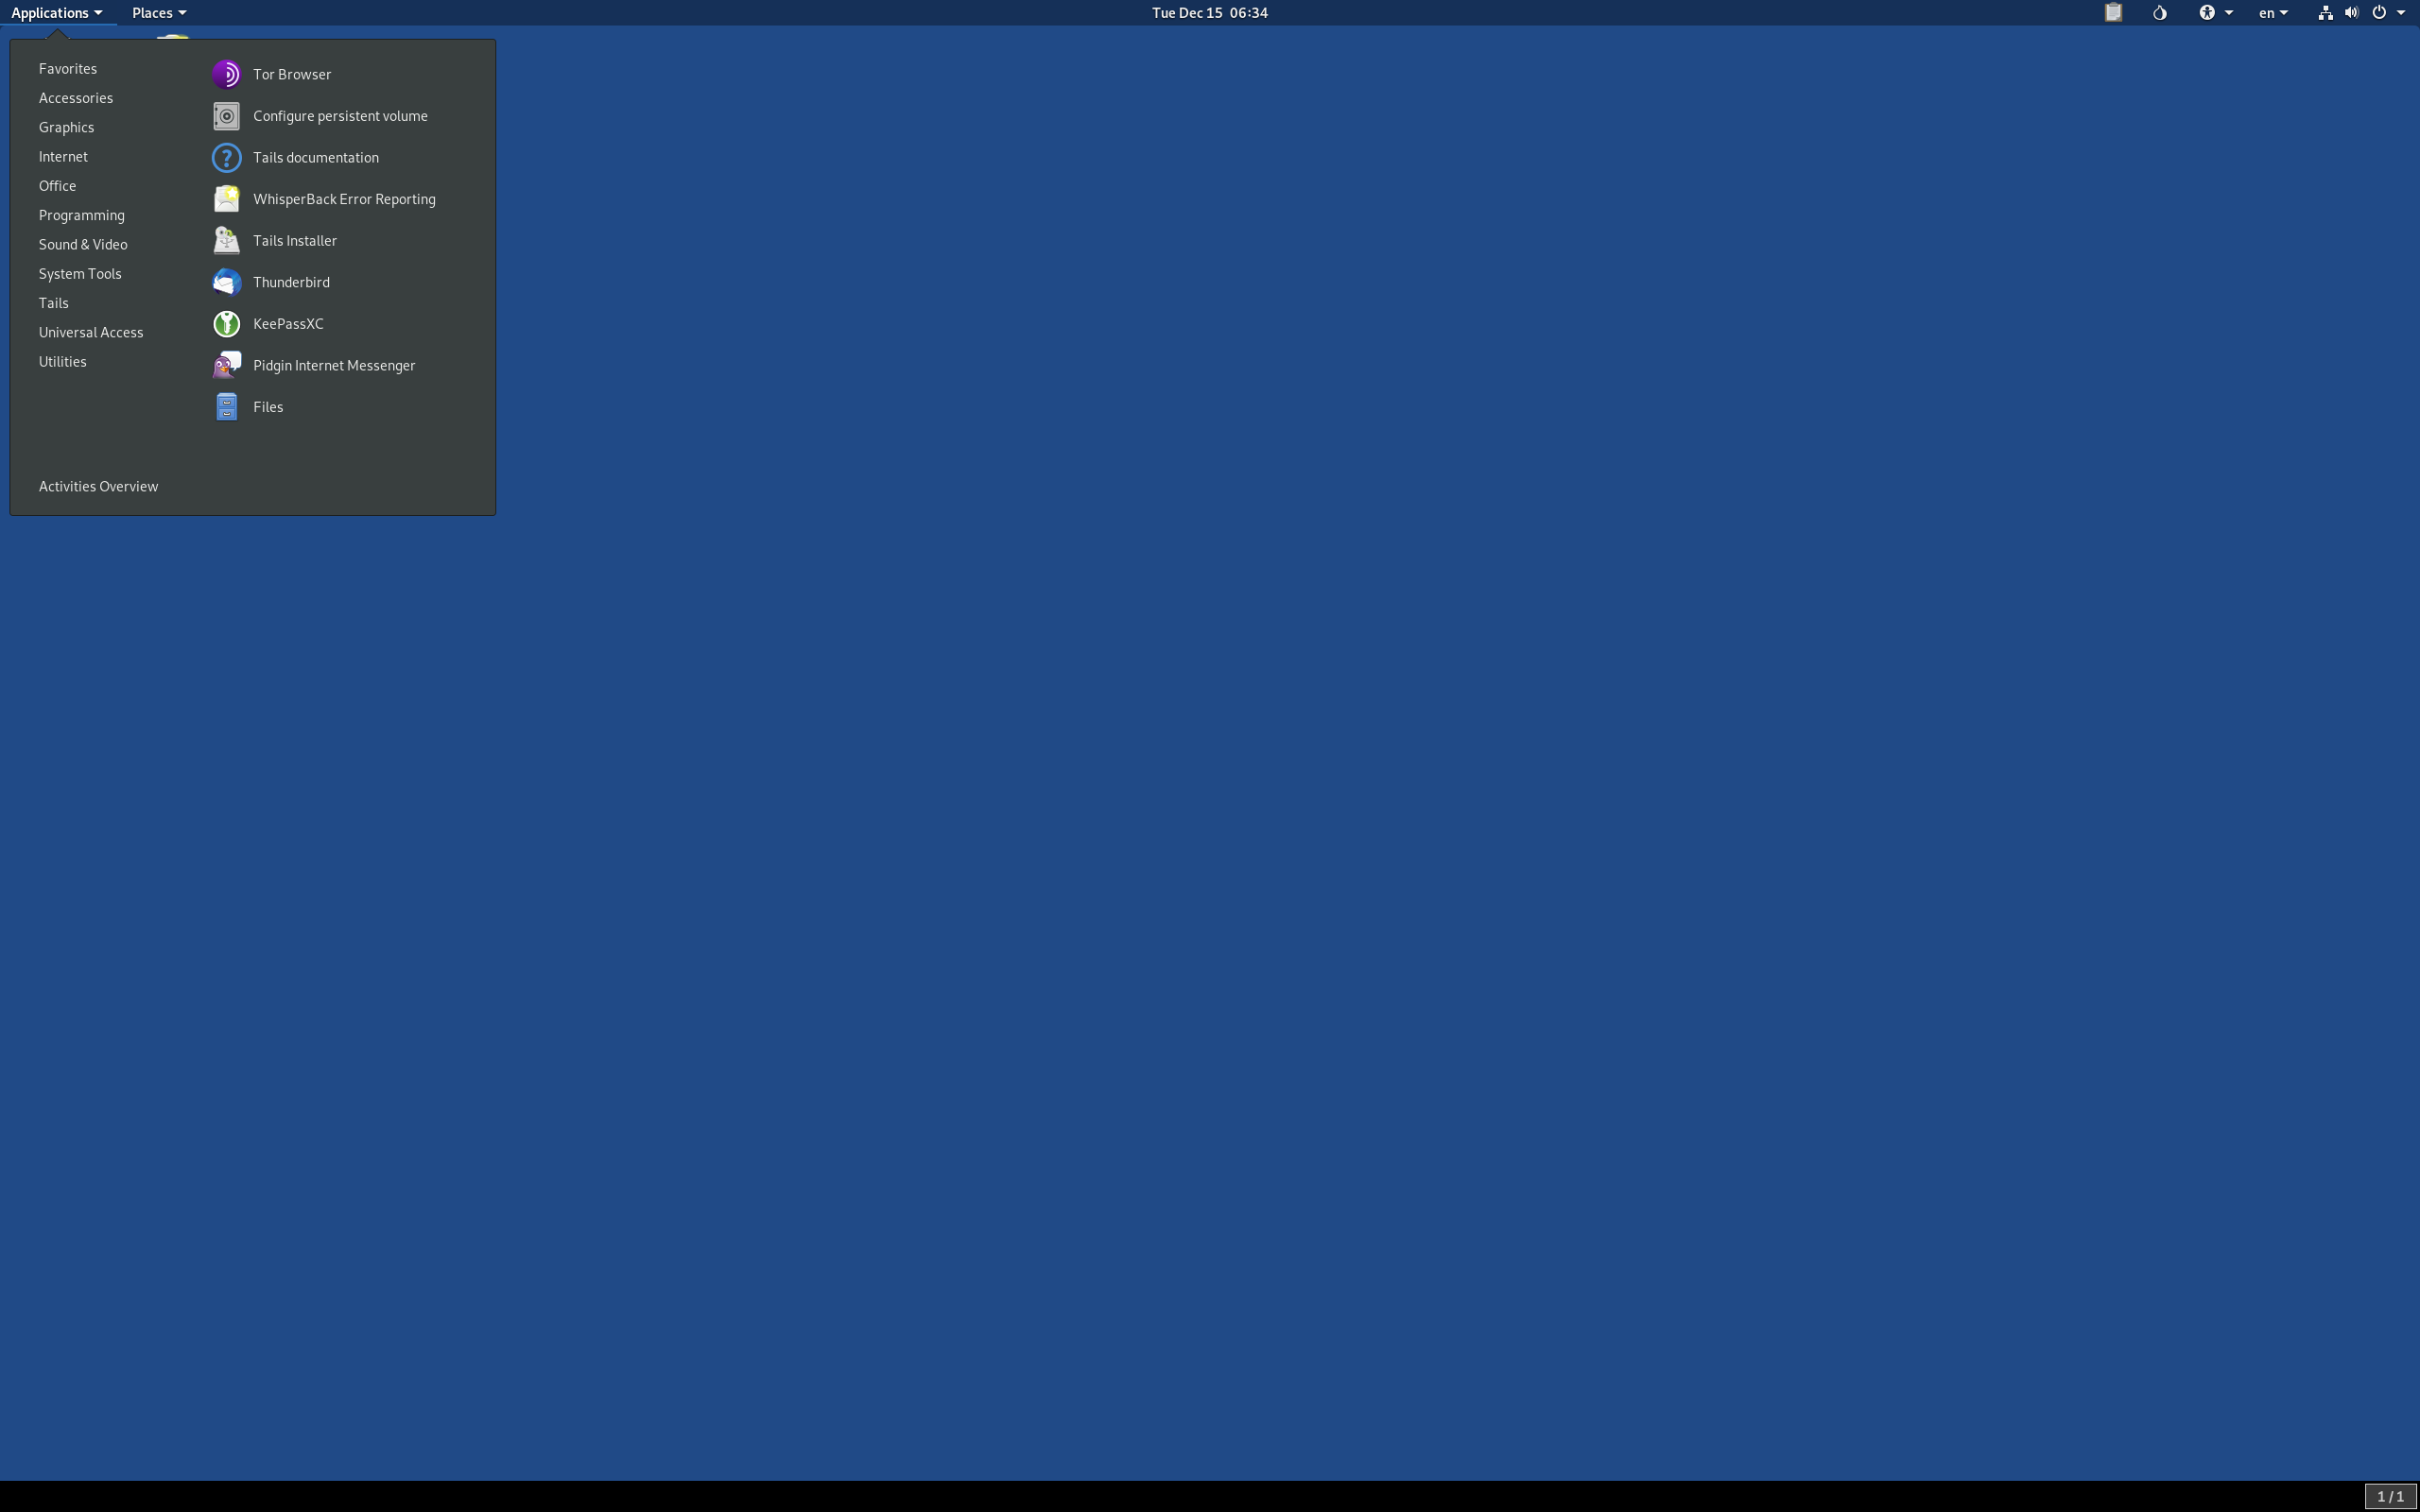 Applications Places Tue Dec 15 06:34 en
Favorites
Accessories
Graphics
Internet
Office
Programming
Sound & Video
System Tools
Tails
Universal Access
Utilities
Activities Overview
Tor Browser
Configure persistent volume
Tails documentation
WhisperBack Error Reporting
Tails Installer
Thunderbird
KeePassXC
Pidgin Internet Messenger
Files
1 / 1